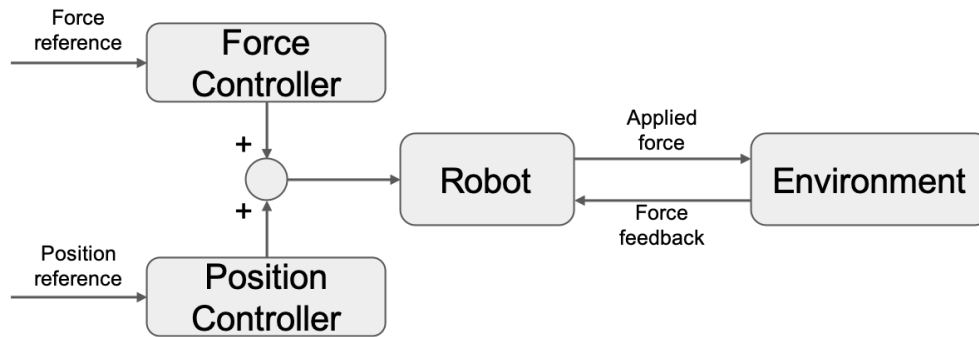 Force
reference
Force
Controller
+
Applied
force
Robot
Environment
+
Force
feedback
Position
reference
Position
Controller